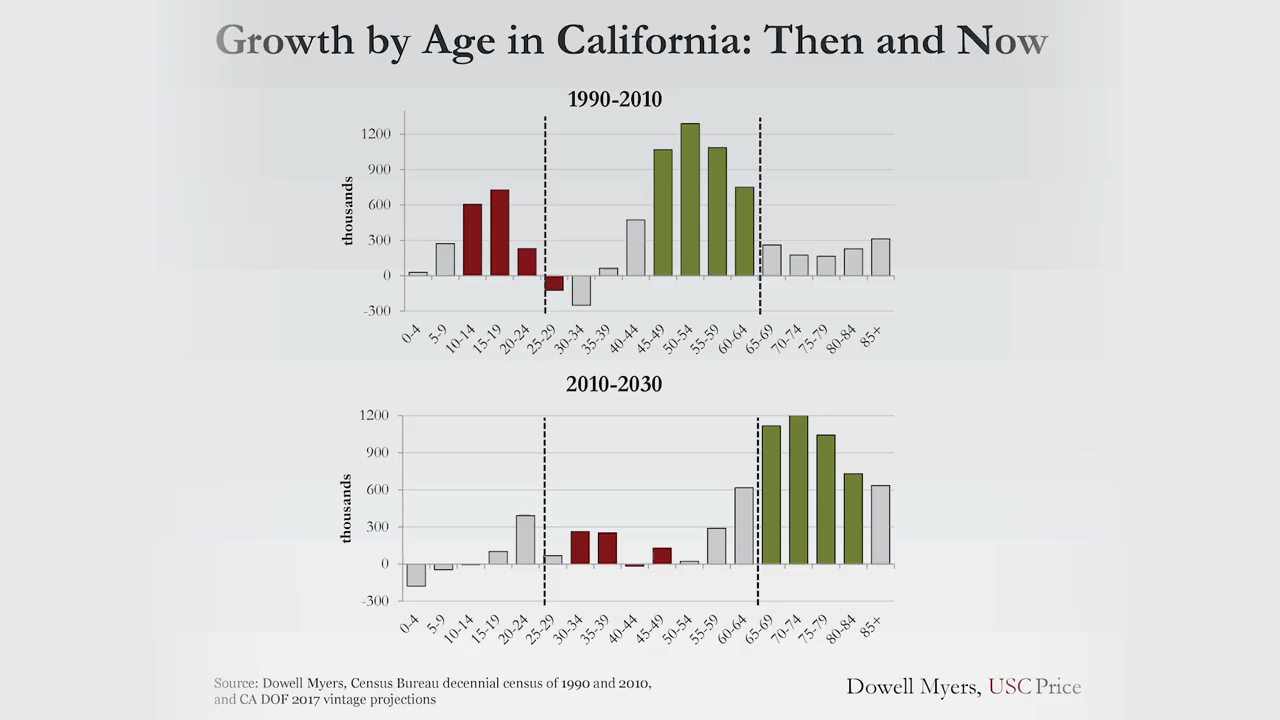 Growth by Age in California: Then and Now
1990-2010
thousands
1200
900
600
300
0
-300
0-4 5-9 10-14 15-19 20-24 25-29 30-34 35-39 40-44 45-49 50-54 55-59 60-64 65-69 70-74 75-79 80-84 85+
2010-2030
thousands
1200
900
600
300
0
-300
0-4 5-9 10-14 15-19 20-24 25-29 30-34 35-39 40-44 45-49 50-54 55-59 60-64 65-69 70-74 75-79 80-84 85+
Source: Dowell Myers, Census Bureau decennial census of 1990 and 2010,
and CA DOF 2017 vintage projections
Dowell Myers, USC Price